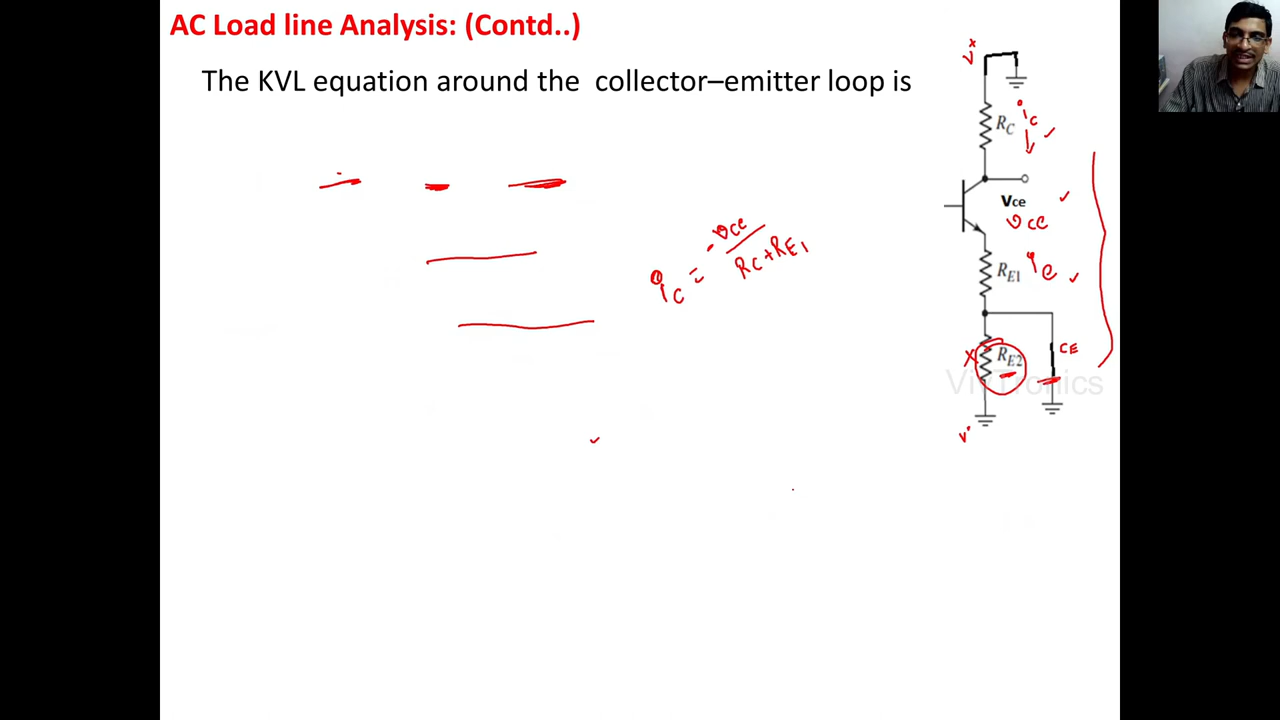 AC Load line Analysis: (Contd..)
The KVL equation around the collector–emitter loop is
V+
RC
ic
Vce
vce
ic = -vce / RC+RE1
RE1
ie
RE2
CE
ViVTronics
V-